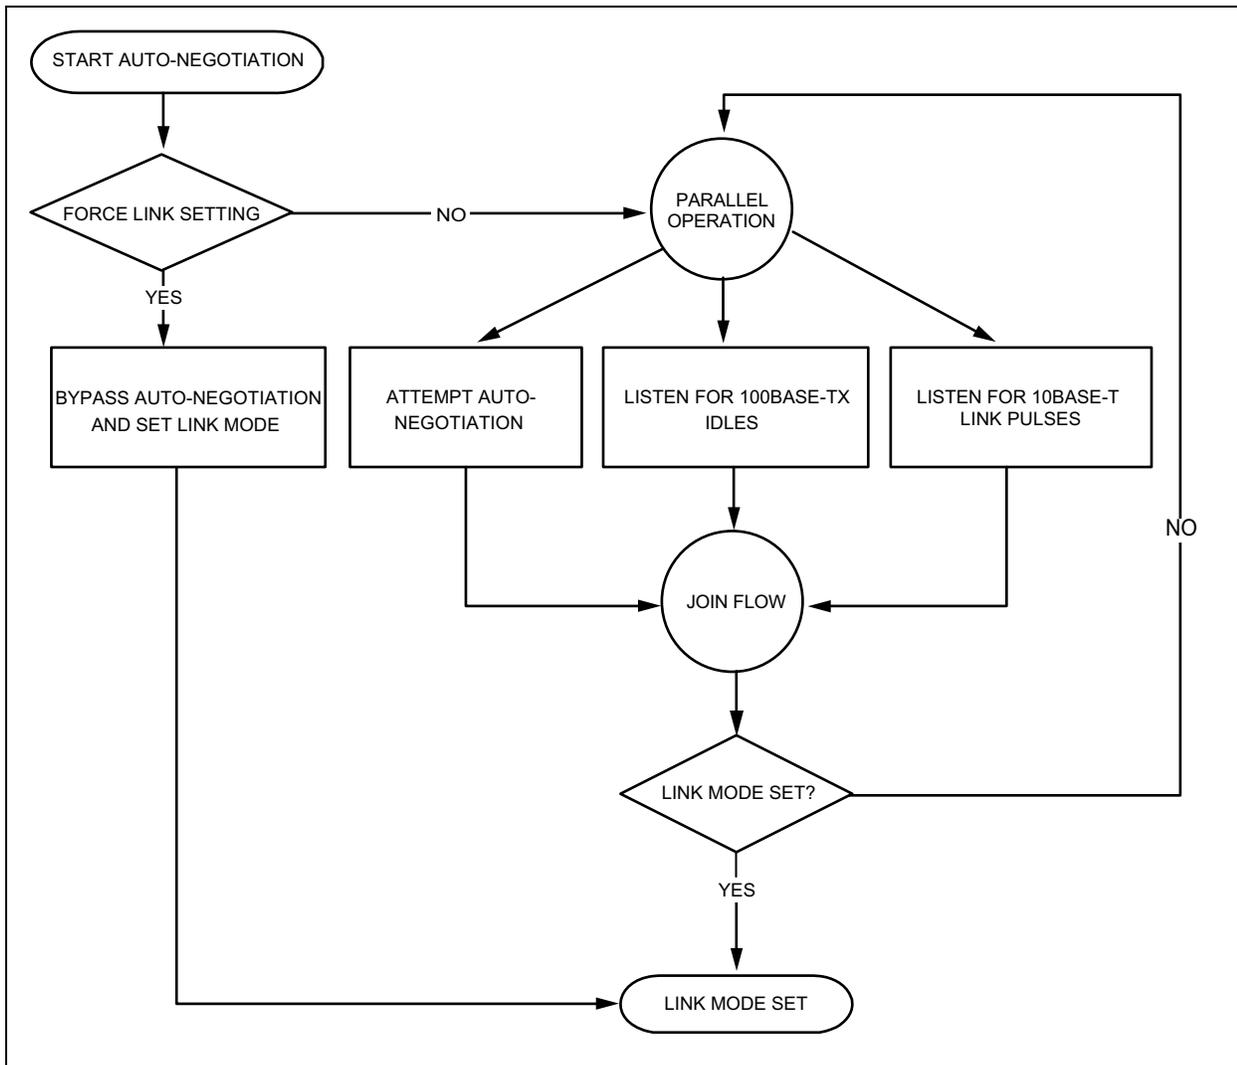 START AUTO-NEGOTIATION
FORCE LINK SETTING
NO
PARALLEL
OPERATION
YES
BYPASS AUTO-NEGOTIATION
AND SET LINK MODE
ATTEMPT AUTO-
NEGOTIATION
LISTEN FOR 100BASE-TX
IDLES
LISTEN FOR 10BASE-T
LINK PULSES
NO
JOIN FLOW
LINK MODE SET?
YES
LINK MODE SET